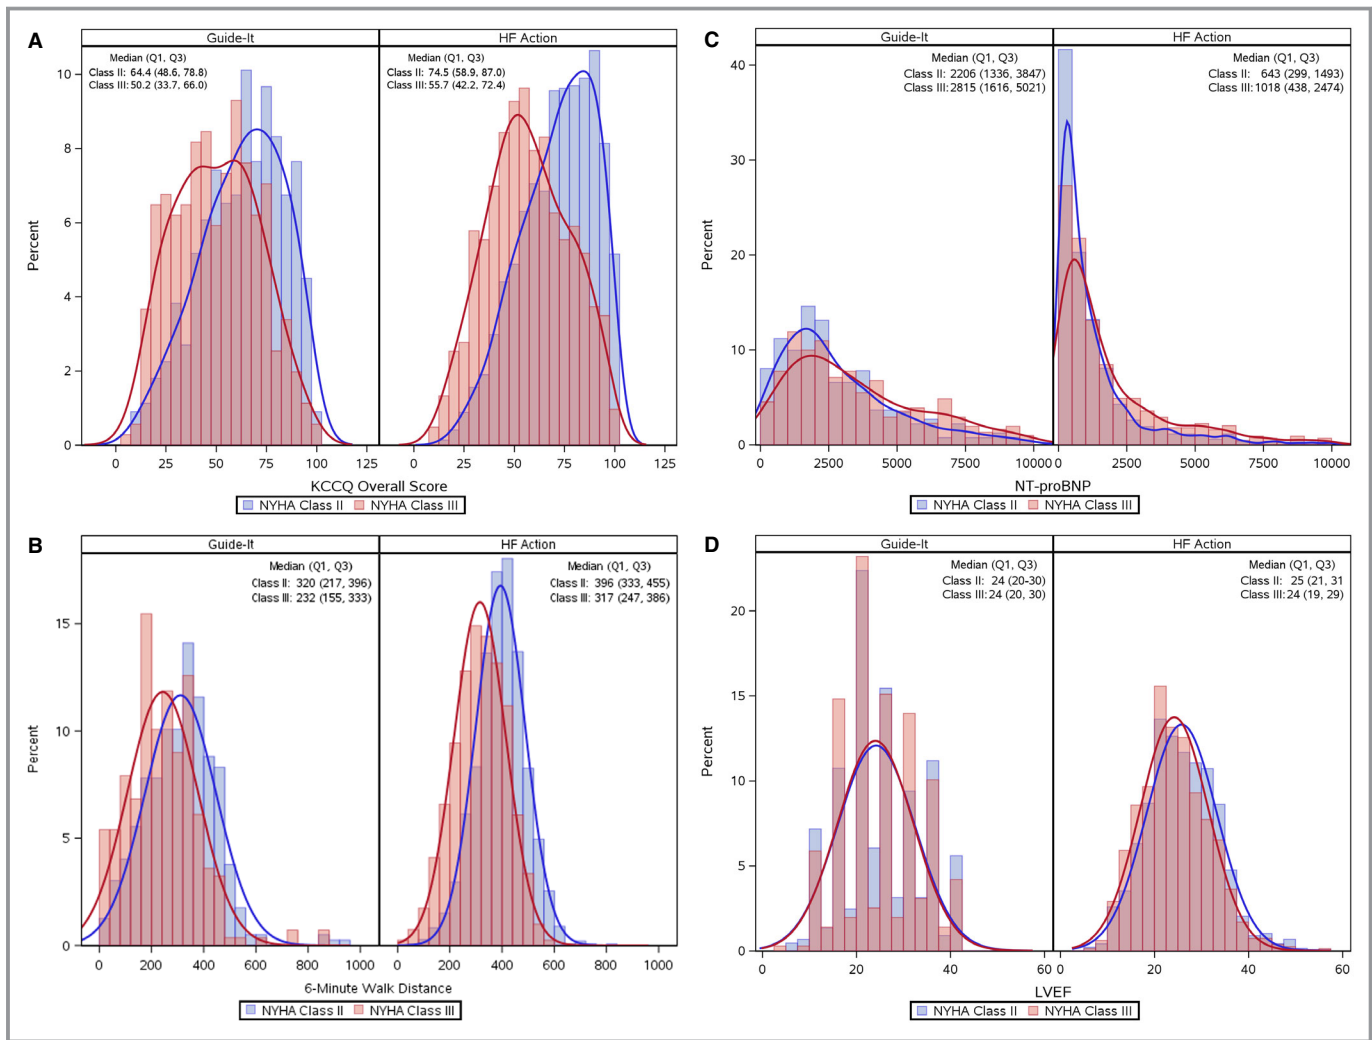 A
Guide-It
HF Action
Median (Q1, Q3)
Class II: 64.4 (48.6, 78.8)
Class III: 50.2 (33.7, 66.0)
Median (Q1, Q3)
Class II: 74.5 (58.9, 87.0)
Class III: 55.7 (42.2, 72.4)
Percent
10
8
6
4
2
0
0 25 50 75 100 125 0 25 50 75 100 125
KCCQ Overall Score
NYHA Class II NYHA Class III
C
Guide-It
HF Action
Median (Q1, Q3)
Class II: 2206 (1336, 3847)
Class III: 2815 (1616, 5021)
Median (Q1, Q3)
Class II: 643 (299, 1493)
Class III: 1018 (438, 2474)
Percent
40
30
20
10
0
0 2500 5000 7500 10000 0 2500 5000 7500 10000
NT-proBNP
NYHA Class II NYHA Class III
B
Guide-It
HF Action
Median (Q1, Q3)
Class II: 320 (217, 396)
Class III: 232 (155, 333)
Median (Q1, Q3)
Class II: 396 (333, 455)
Class III: 317 (247, 386)
Percent
15
10
5
0
0 200 400 600 800 1000 0 200 400 600 800 1000
6-Minute Walk Distance
NYHA Class II NYHA Class III
D
Guide-It
HF Action
Median (Q1, Q3)
Class II: 24 (20-30)
Class III: 24 (20, 30)
Median (Q1, Q3)
Class II: 25 (21, 31
Class III: 24 (19, 29)
Percent
20
15
10
5
0
0 20 40 60 0 20 40 60
LVEF
NYHA Class II NYHA Class III